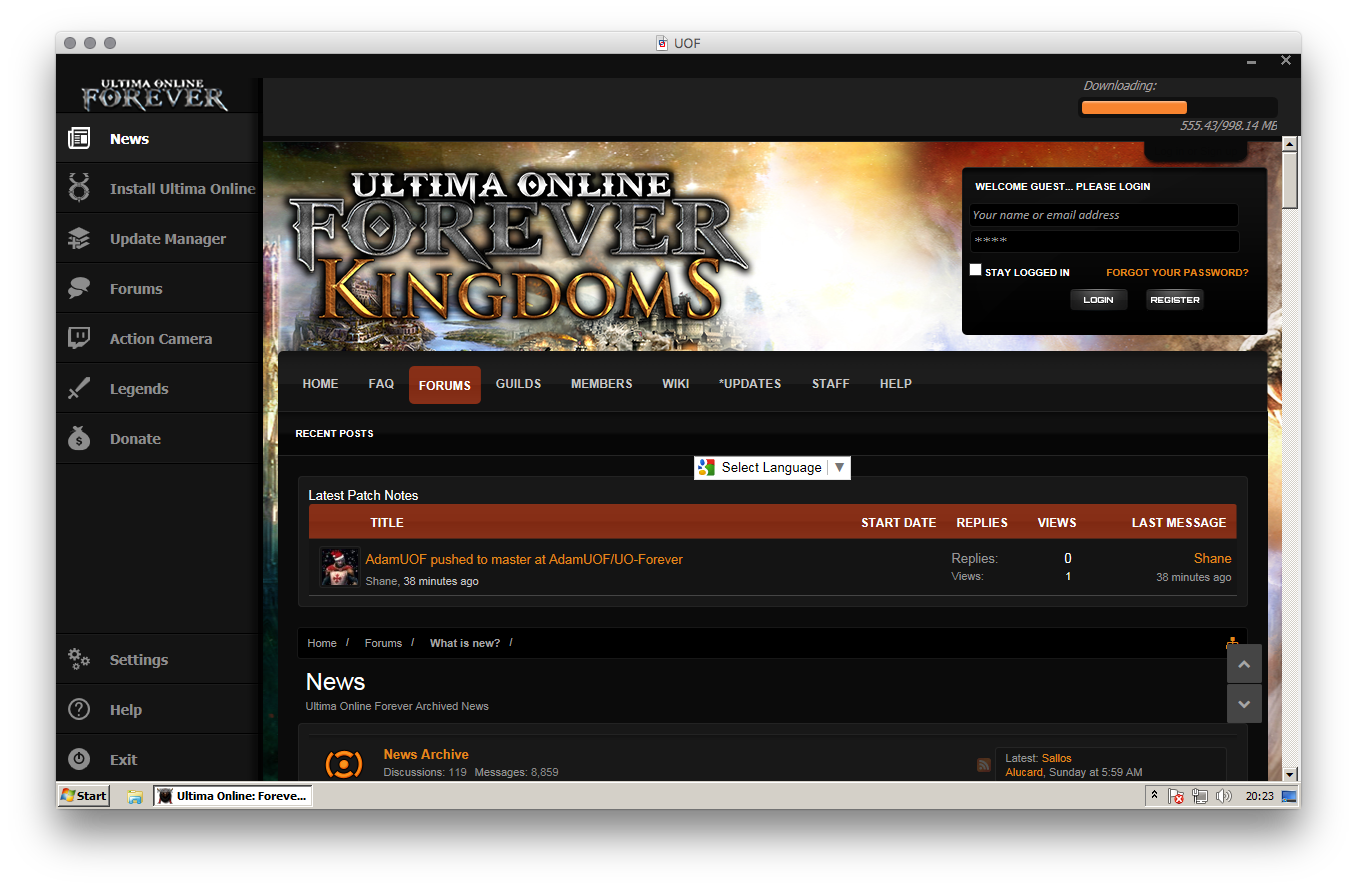 UOF
ULTIMA ONLINE
FOREVER
Downloading:
555.43/998.14 MB
News
Install Ultima Online
Update Manager
Forums
Action Camera
Legends
Donate
Settings
Help
Exit
ULTIMA ONLINE
FOREVER
KINGDOMS
WELCOME GUEST... PLEASE LOGIN
Your name or email address
****
STAY LOGGED IN FORGOT YOUR PASSWORD?
LOGIN REGISTER
HOME FAQ FORUMS GUILDS MEMBERS WIKI *UPDATES STAFF HELP
RECENT POSTS
Select Language ▼
Latest Patch Notes
TITLE START DATE REPLIES VIEWS LAST MESSAGE
AdamUOF pushed to master at AdamUOF/UO-Forever Replies: 0 Shane
Shane, 38 minutes ago Views: 1 38 minutes ago
Home / Forums / What is new? /
News
Ultima Online Forever Archived News
News Archive Latest: Sallos
Discussions: 119 Messages: 8,859 Alucard, Sunday at 5:59 AM
Start Ultima Online: Foreve... 20:23